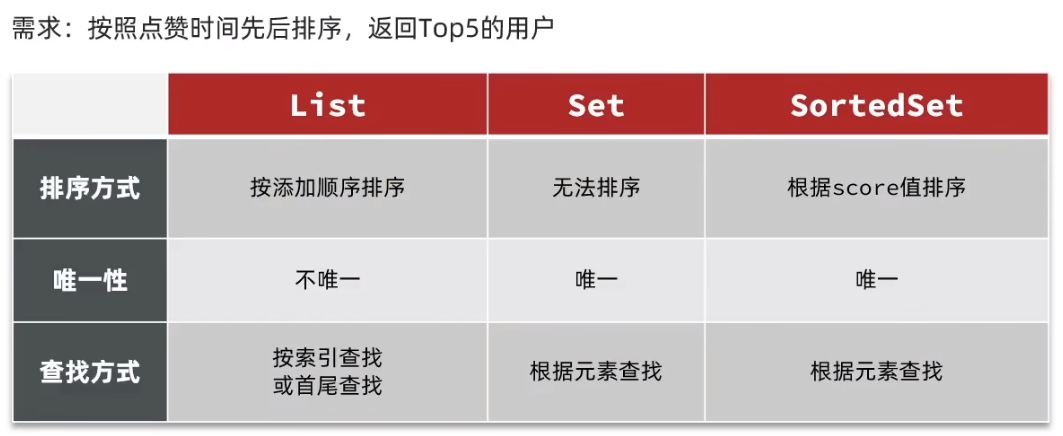 需求：按照点赞时间先后排序，返回Top5的用户
List Set SortedSet
排序方式 按添加顺序排序 无法排序 根据score值排序
唯一性 不唯一 唯一 唯一
查找方式 按索引查找
或首尾查找 根据元素查找 根据元素查找